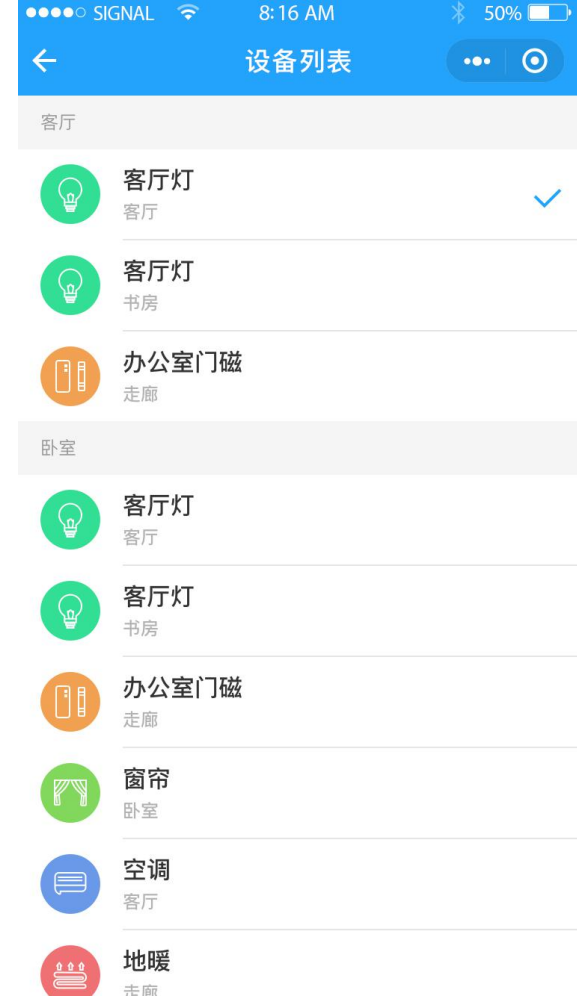 SIGNAL 8:16 AM 50%
设备列表
客厅
客厅灯
客厅
客厅灯
书房
办公室门磁
走廊
卧室
客厅灯
客厅
客厅灯
书房
办公室门磁
走廊
窗帘
卧室
空调
客厅
地暖
走廊